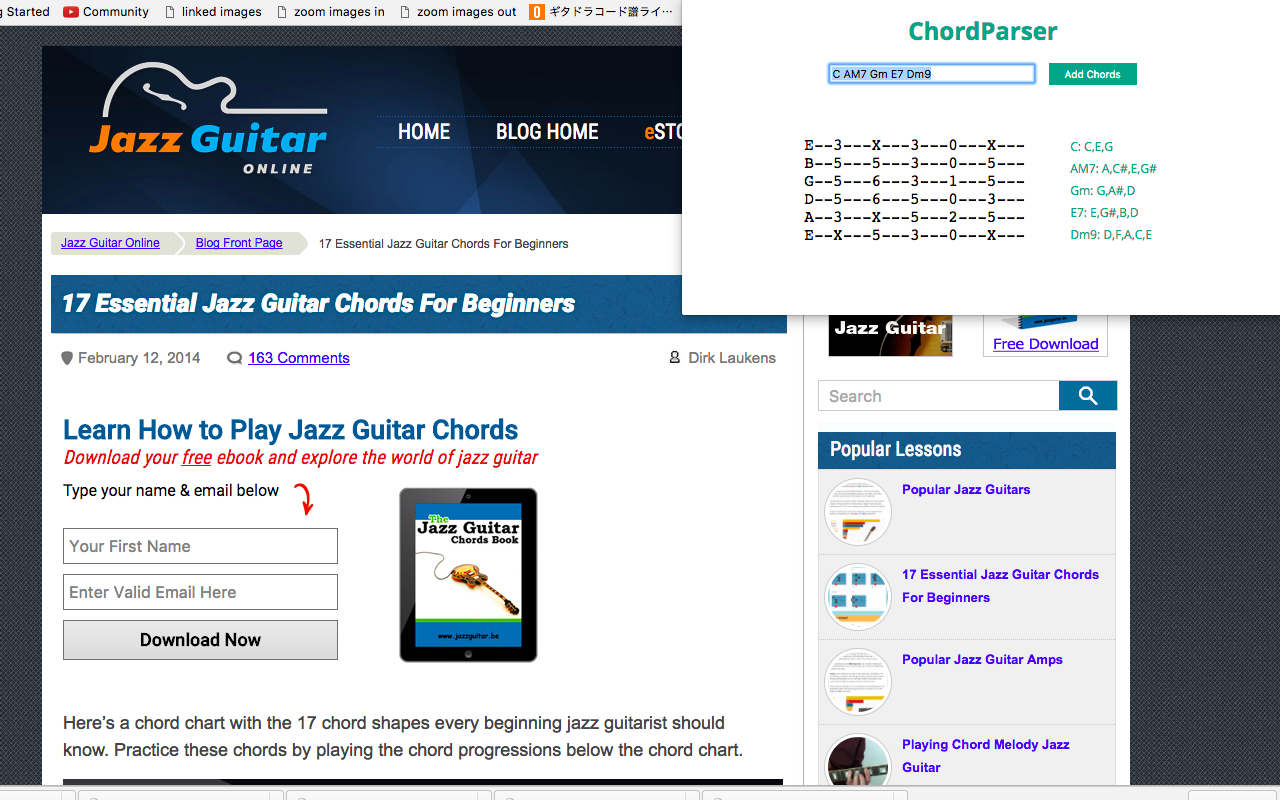 g Started
Community
linked images
zoom images in
zoom images out
ギタドラコード譜ライ…
Jazz Guitar
ONLINE
HOME
BLOG HOME
eSTO
ChordParser
C AM7 Gm E7 Dm9
Add Chords
E--3---X---3---0---X---
B--5---5---3---0---5---
G--5---6---3---1---5---
D--5---6---5---0---3---
A--3---X---5---2---5---
E--X---5---3---0---X---
C: C,E,G
AM7: A,C#,E,G#
Gm: G,A#,D
E7: E,G#,B,D
Dm9: D,F,A,C,E
Jazz Guitar Online
Blog Front Page
17 Essential Jazz Guitar Chords For Beginners
17 Essential Jazz Guitar Chords For Beginners
February 12, 2014
163 Comments
Dirk Laukens
Learn How to Play Jazz Guitar Chords
Download your free ebook and explore the world of jazz guitar
Type your name & email below
Your First Name
Enter Valid Email Here
Download Now
The
Jazz Guitar
Chords Book
www.jazzguitar.be
Here’s a chord chart with the 17 chord shapes every beginning jazz guitarist should
know. Practice these chords by playing the chord progressions below the chord chart.
Jazz Guitar
Free Download
Search
Popular Lessons
Popular Jazz Guitars
17 Essential Jazz Guitar Chords
For Beginners
Popular Jazz Guitar Amps
Playing Chord Melody Jazz
Guitar